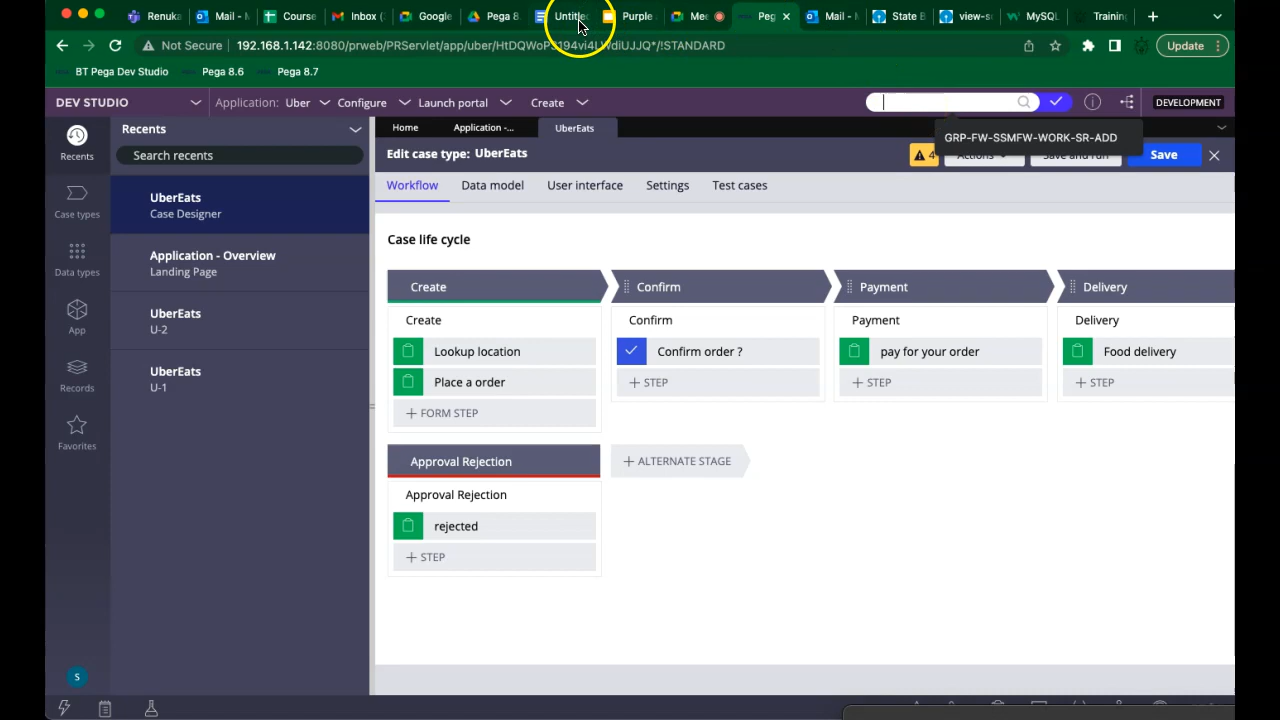 Renuka
Mail -
Course
Inbox (
Google
Pega 8.
Untitle
Purple
Mee
Peg
Mail -
State B
view-s
MySQL
Training
Not Secure
192.168.1.142:8080/prweb/PRServlet/app/uber/
JJQ*/!STANDARD
Update
BT Pega Dev Studio
Pega 8.6
Pega 8.7
DEV STUDIO
Application: Uber
Configure
Launch portal
Create
DEVELOPMENT
Recents
Recents
Search recents
Home
Application -...
UberEats
GRP-FW-SSMFW-WORK-SR-ADD
Edit case type: UberEats
4
Actions
Save and run
Save
Workflow
Data model
User interface
Settings
Test cases
Case types
Data types
App
Records
Favorites
UberEats
Case Designer
Application - Overview
Landing Page
UberEats
U-2
UberEats
U-1
Case life cycle
Create
Confirm
Payment
Delivery
Create
Confirm
Payment
Delivery
Lookup location
Confirm order ?
pay for your order
Food delivery
Place a order
+ STEP
+ STEP
+ STEP
+ FORM STEP
Approval Rejection
+ ALTERNATE STAGE
Approval Rejection
rejected
+ STEP
S